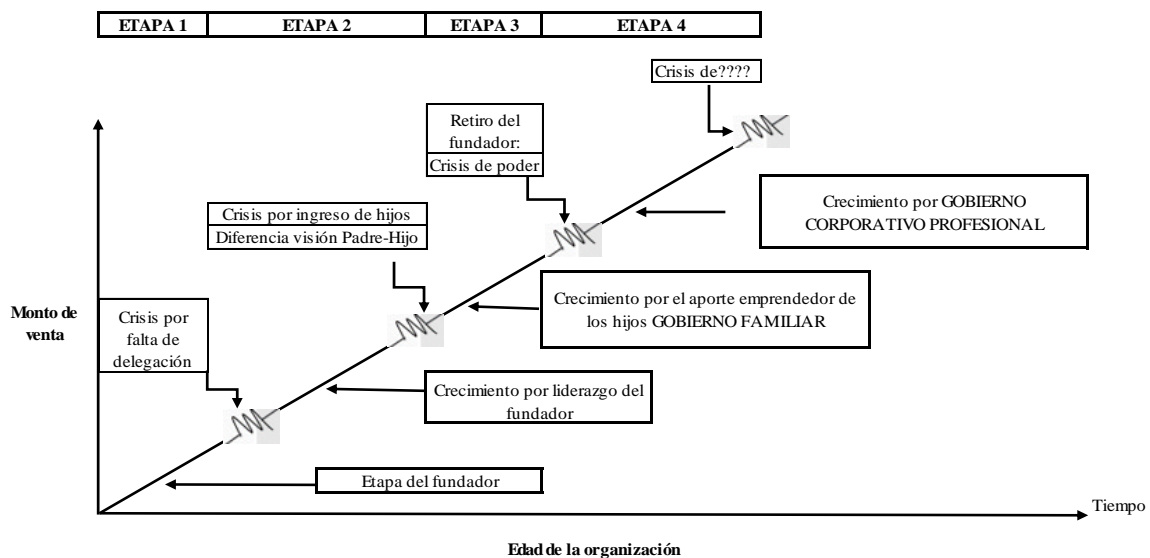 ETAPA 1 ETAPA 2 ETAPA 3 ETAPA 4
Crisis de????
Retiro del
fundador:
Crisis de poder
Crecimiento por GOBIERNO
CORPORATIVO PROFESIONAL
Crisis por ingreso de hijos
Diferencia visión Padre-Hijo
Crecimiento por el aporte emprendedor de
los hijos GOBIERNO FAMILIAR
Monto de
venta
Crisis por
falta de
delegación
Crecimiento por liderazgo del
fundador
Etapa del fundador
Tiempo
Edad de la organización